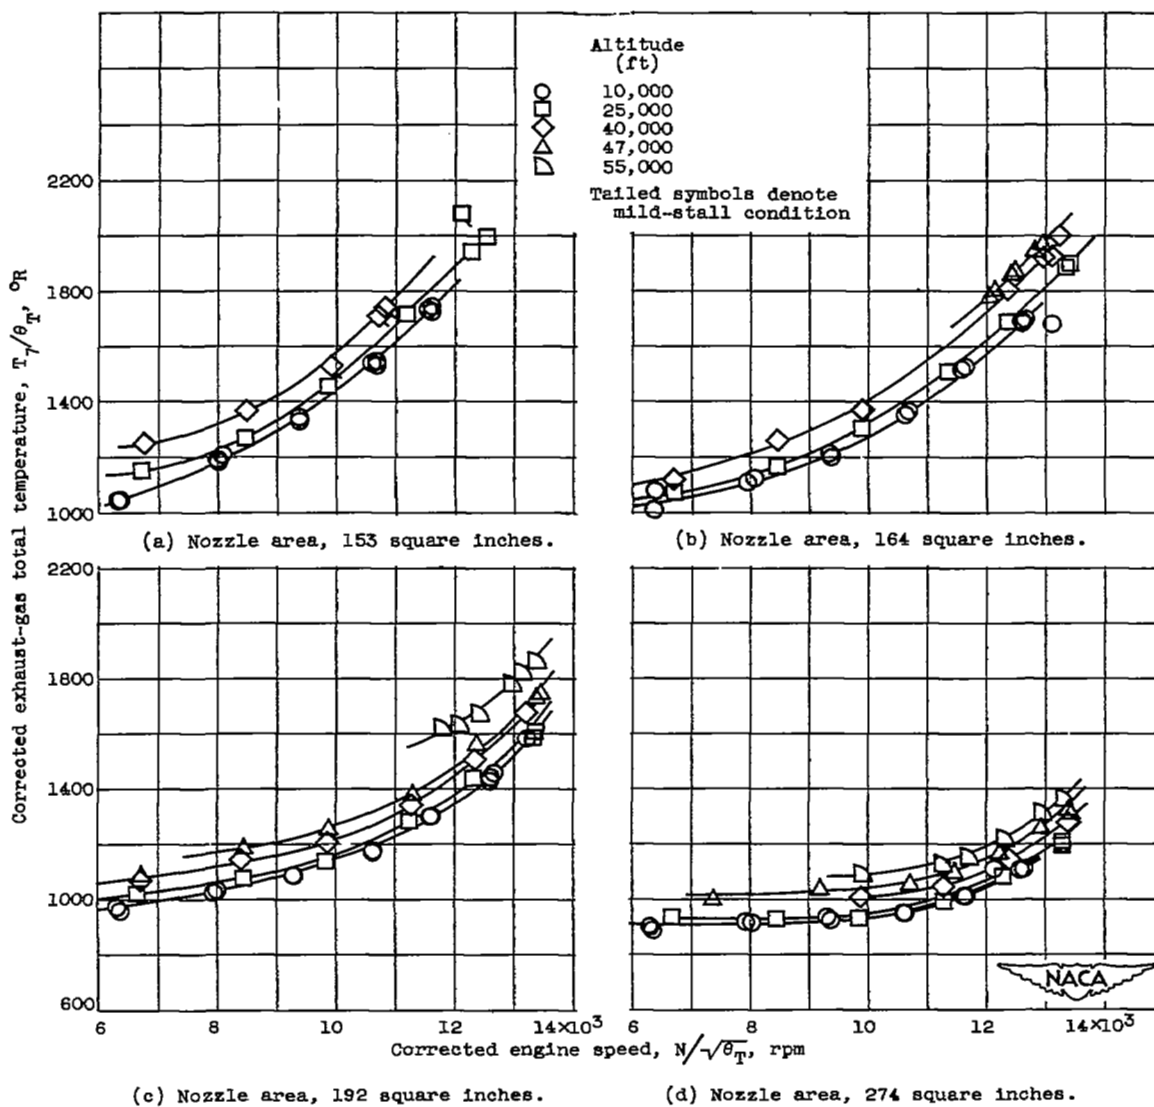 Altitude
(ft)
10,000
25,000
40,000
47,000
55,000
Tailed symbols denote
mild-stall condition
Corrected exhaust-gas total temperature, T7/θT, °R
2200
1800
1400
1000
(a) Nozzle area, 153 square inches.
(b) Nozzle area, 164 square inches.
2200
1800
1400
1000
600
NACA
6 8 10 12 14×10³
6 8 10 12 14×10³
Corrected engine speed, N/√θT, rpm
(c) Nozzle area, 192 square inches.
(d) Nozzle area, 274 square inches.